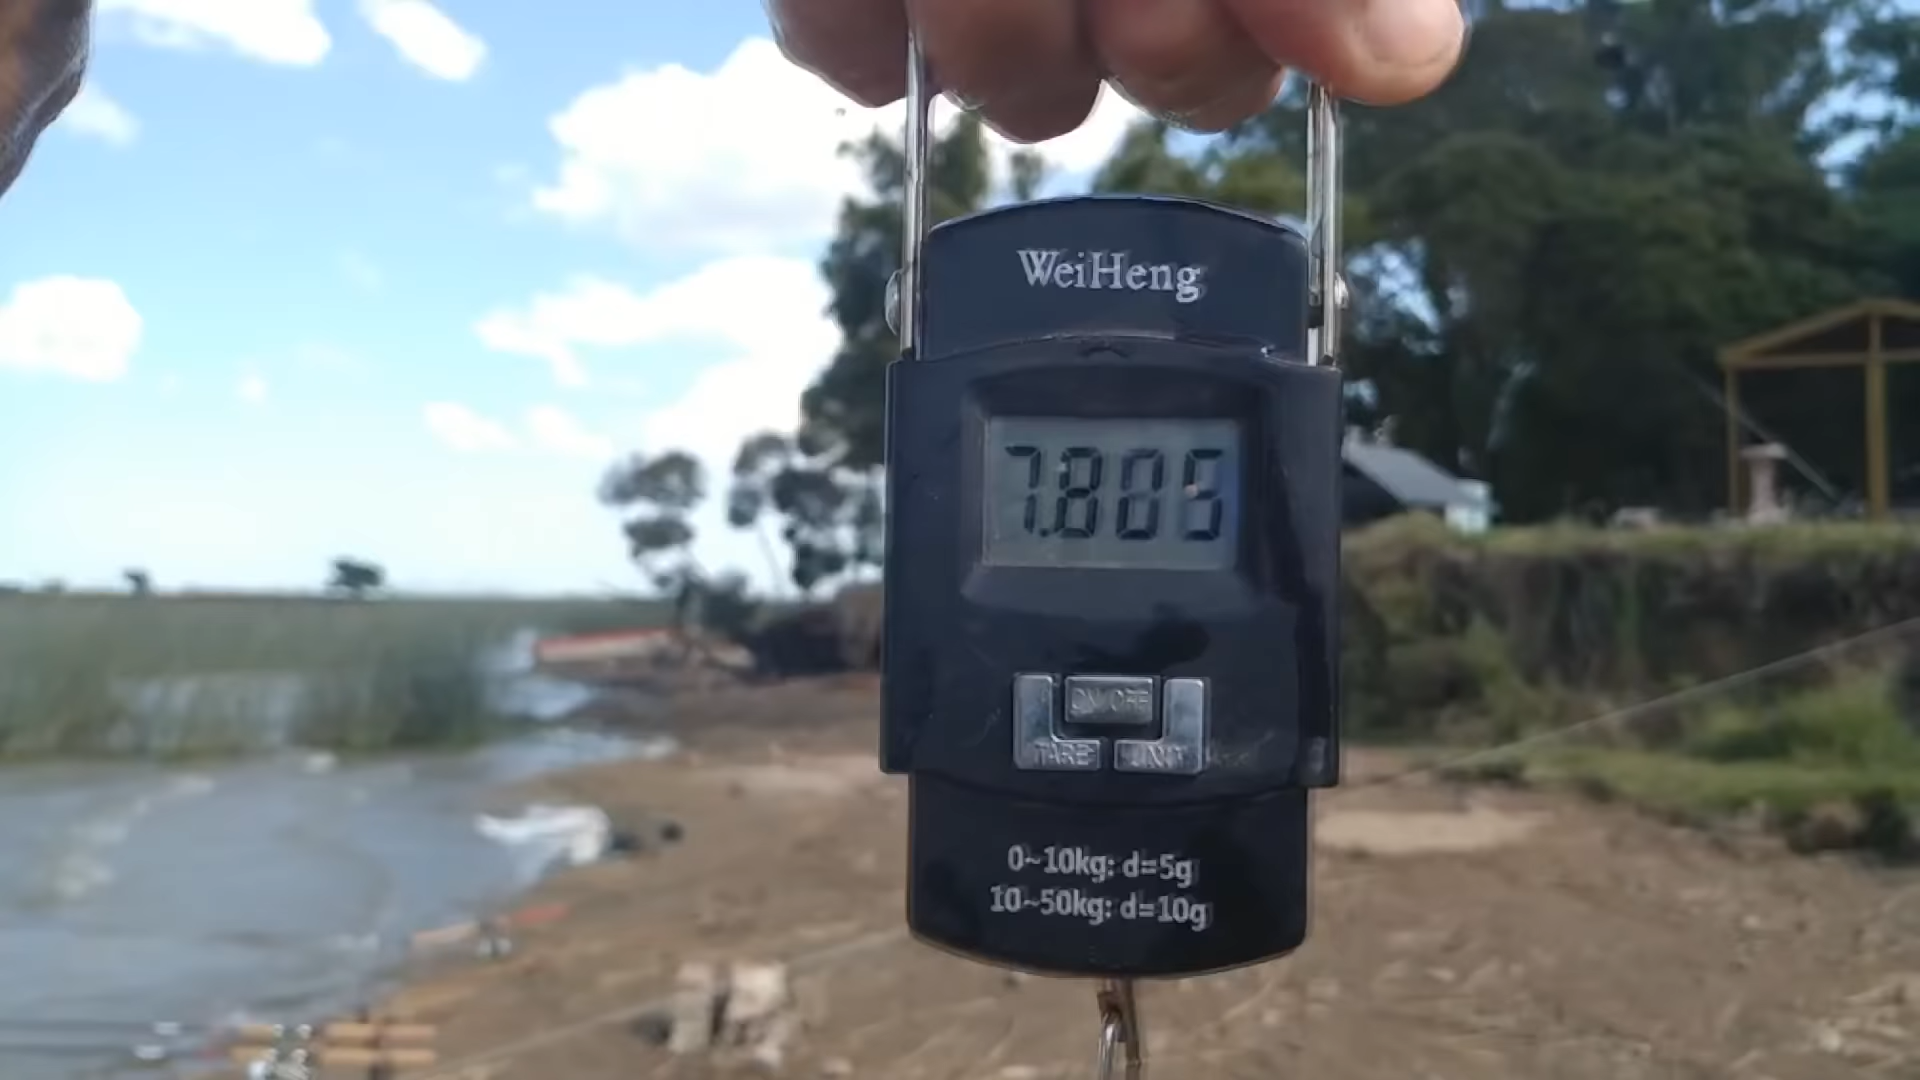 WeiHeng
7.805
ON/OFF
TARE
UNIT
0~10kg: d=5g
10~50kg: d=10g